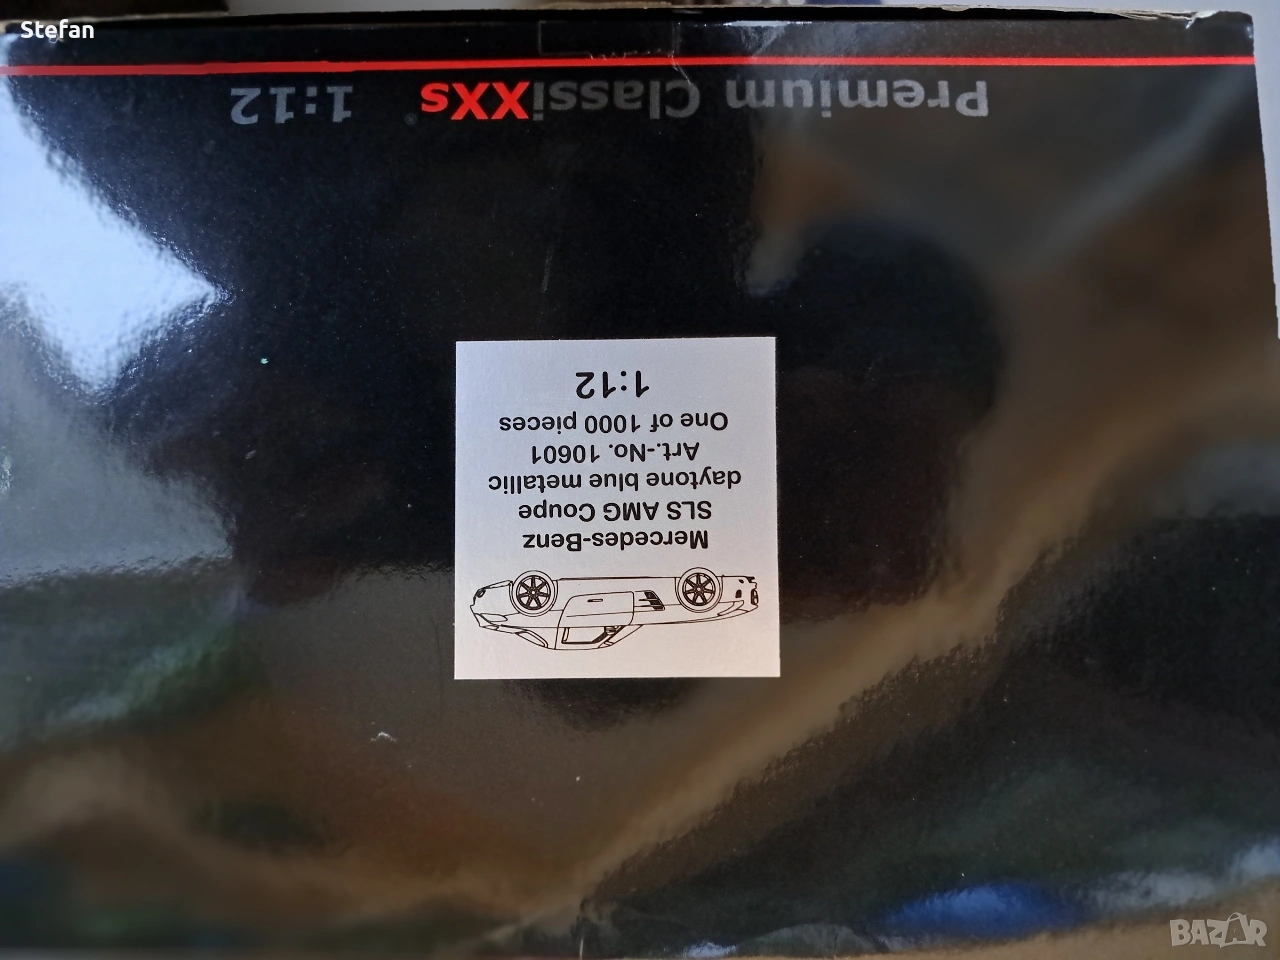 Stefan
Premium ClassiXXs® 1:12
Mercedes-Benz
SLS AMG Coupe
daytone blue metallic
Art.-No. 10601
One of 1000 pieces
1:12
BAZAR